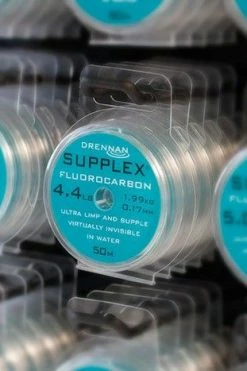 DRENNAN
SUPPLEX
FLUOROCARBON
4.4LB 1.99KG
0.17mm
ULTRA LIMP AND SUPPLE
VIRTUALLY INVISIBLE
IN WATER
50M